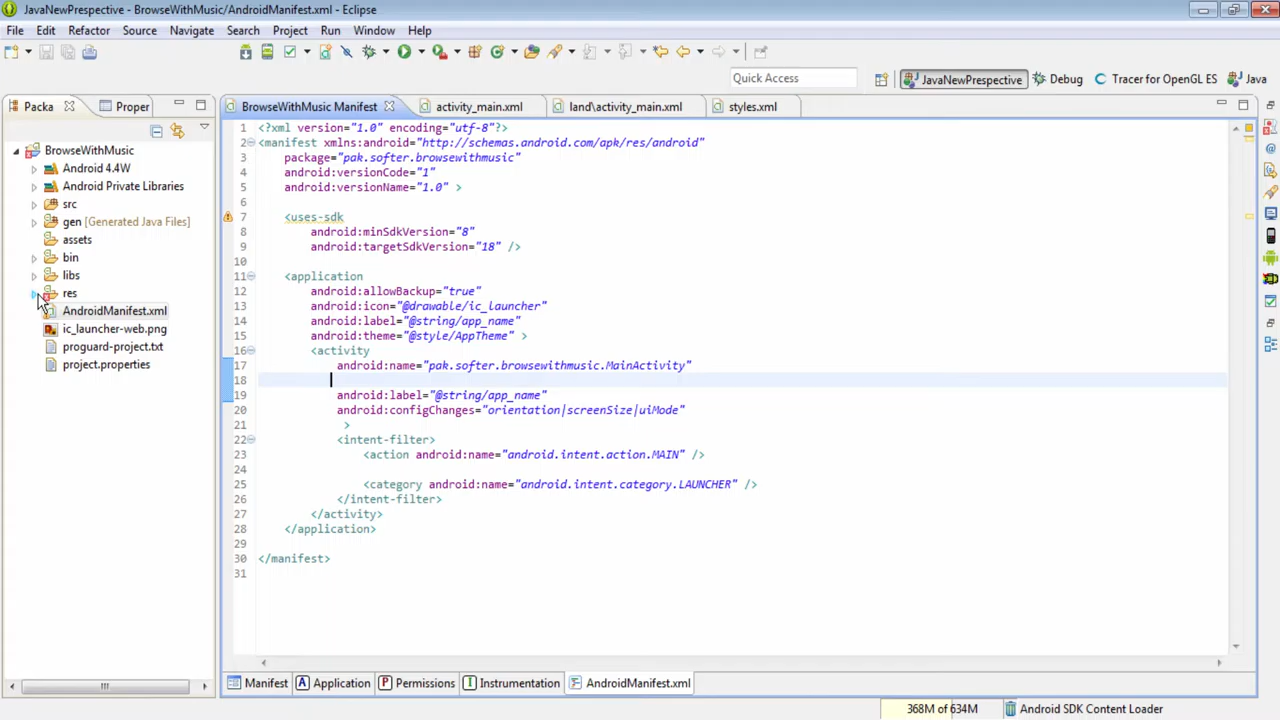 JavaNewPrespective - BrowseWithMusic/AndroidManifest.xml - Eclipse
File Edit Refactor Source Navigate Search Project Run Window Help
Quick Access
JavaNewPrespective Debug Tracer for OpenGL ES Java
Packa Proper
BrowseWithMusic Manifest activity_main.xml land\activity_main.xml styles.xml
BrowseWithMusic
Android 4.4W
Android Private Libraries
src
gen [Generated Java Files]
assets
bin
libs
res
AndroidManifest.xml
ic_launcher-web.png
proguard-project.txt
project.properties
1 <?xml version="1.0" encoding="utf-8"?>
2 <manifest xmlns:android="http://schemas.android.com/apk/res/android"
3 package="pak.softer.browsewithmusic"
4 android:versionCode="1"
5 android:versionName="1.0" >
6
7 <uses-sdk
8 android:minSdkVersion="8"
9 android:targetSdkVersion="18" />
10
11 <application
12 android:allowBackup="true"
13 android:icon="@drawable/ic_launcher"
14 android:label="@string/app_name"
15 android:theme="@style/AppTheme" >
16 <activity
17 android:name="pak.softer.browsewithmusic.MainActivity"
18
19 android:label="@string/app_name"
20 android:configChanges="orientation|screenSize|uiMode"
21 >
22 <intent-filter>
23 <action android:name="android.intent.action.MAIN" />
24
25 <category android:name="android.intent.category.LAUNCHER" />
26 </intent-filter>
27 </activity>
28 </application>
29
30 </manifest>
31
Manifest Application Permissions Instrumentation AndroidManifest.xml
368M of 634M Android SDK Content Loader